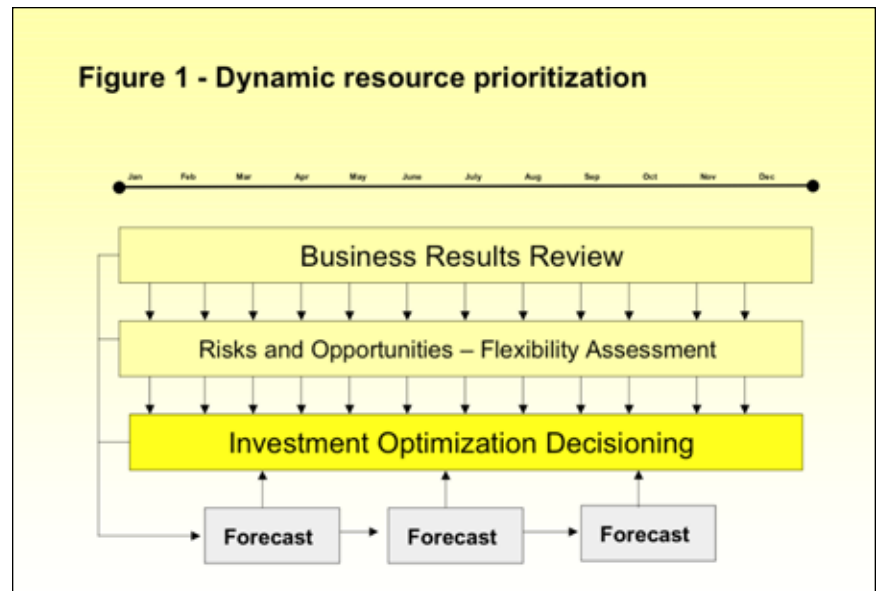 Figure 1 - Dynamic resource prioritization
Jan Feb Mar Apr May June July Aug Sep Oct Nov Dec
Business Results Review
Risks and Opportunities – Flexibility Assessment
Investment Optimization Decisioning
Forecast Forecast Forecast